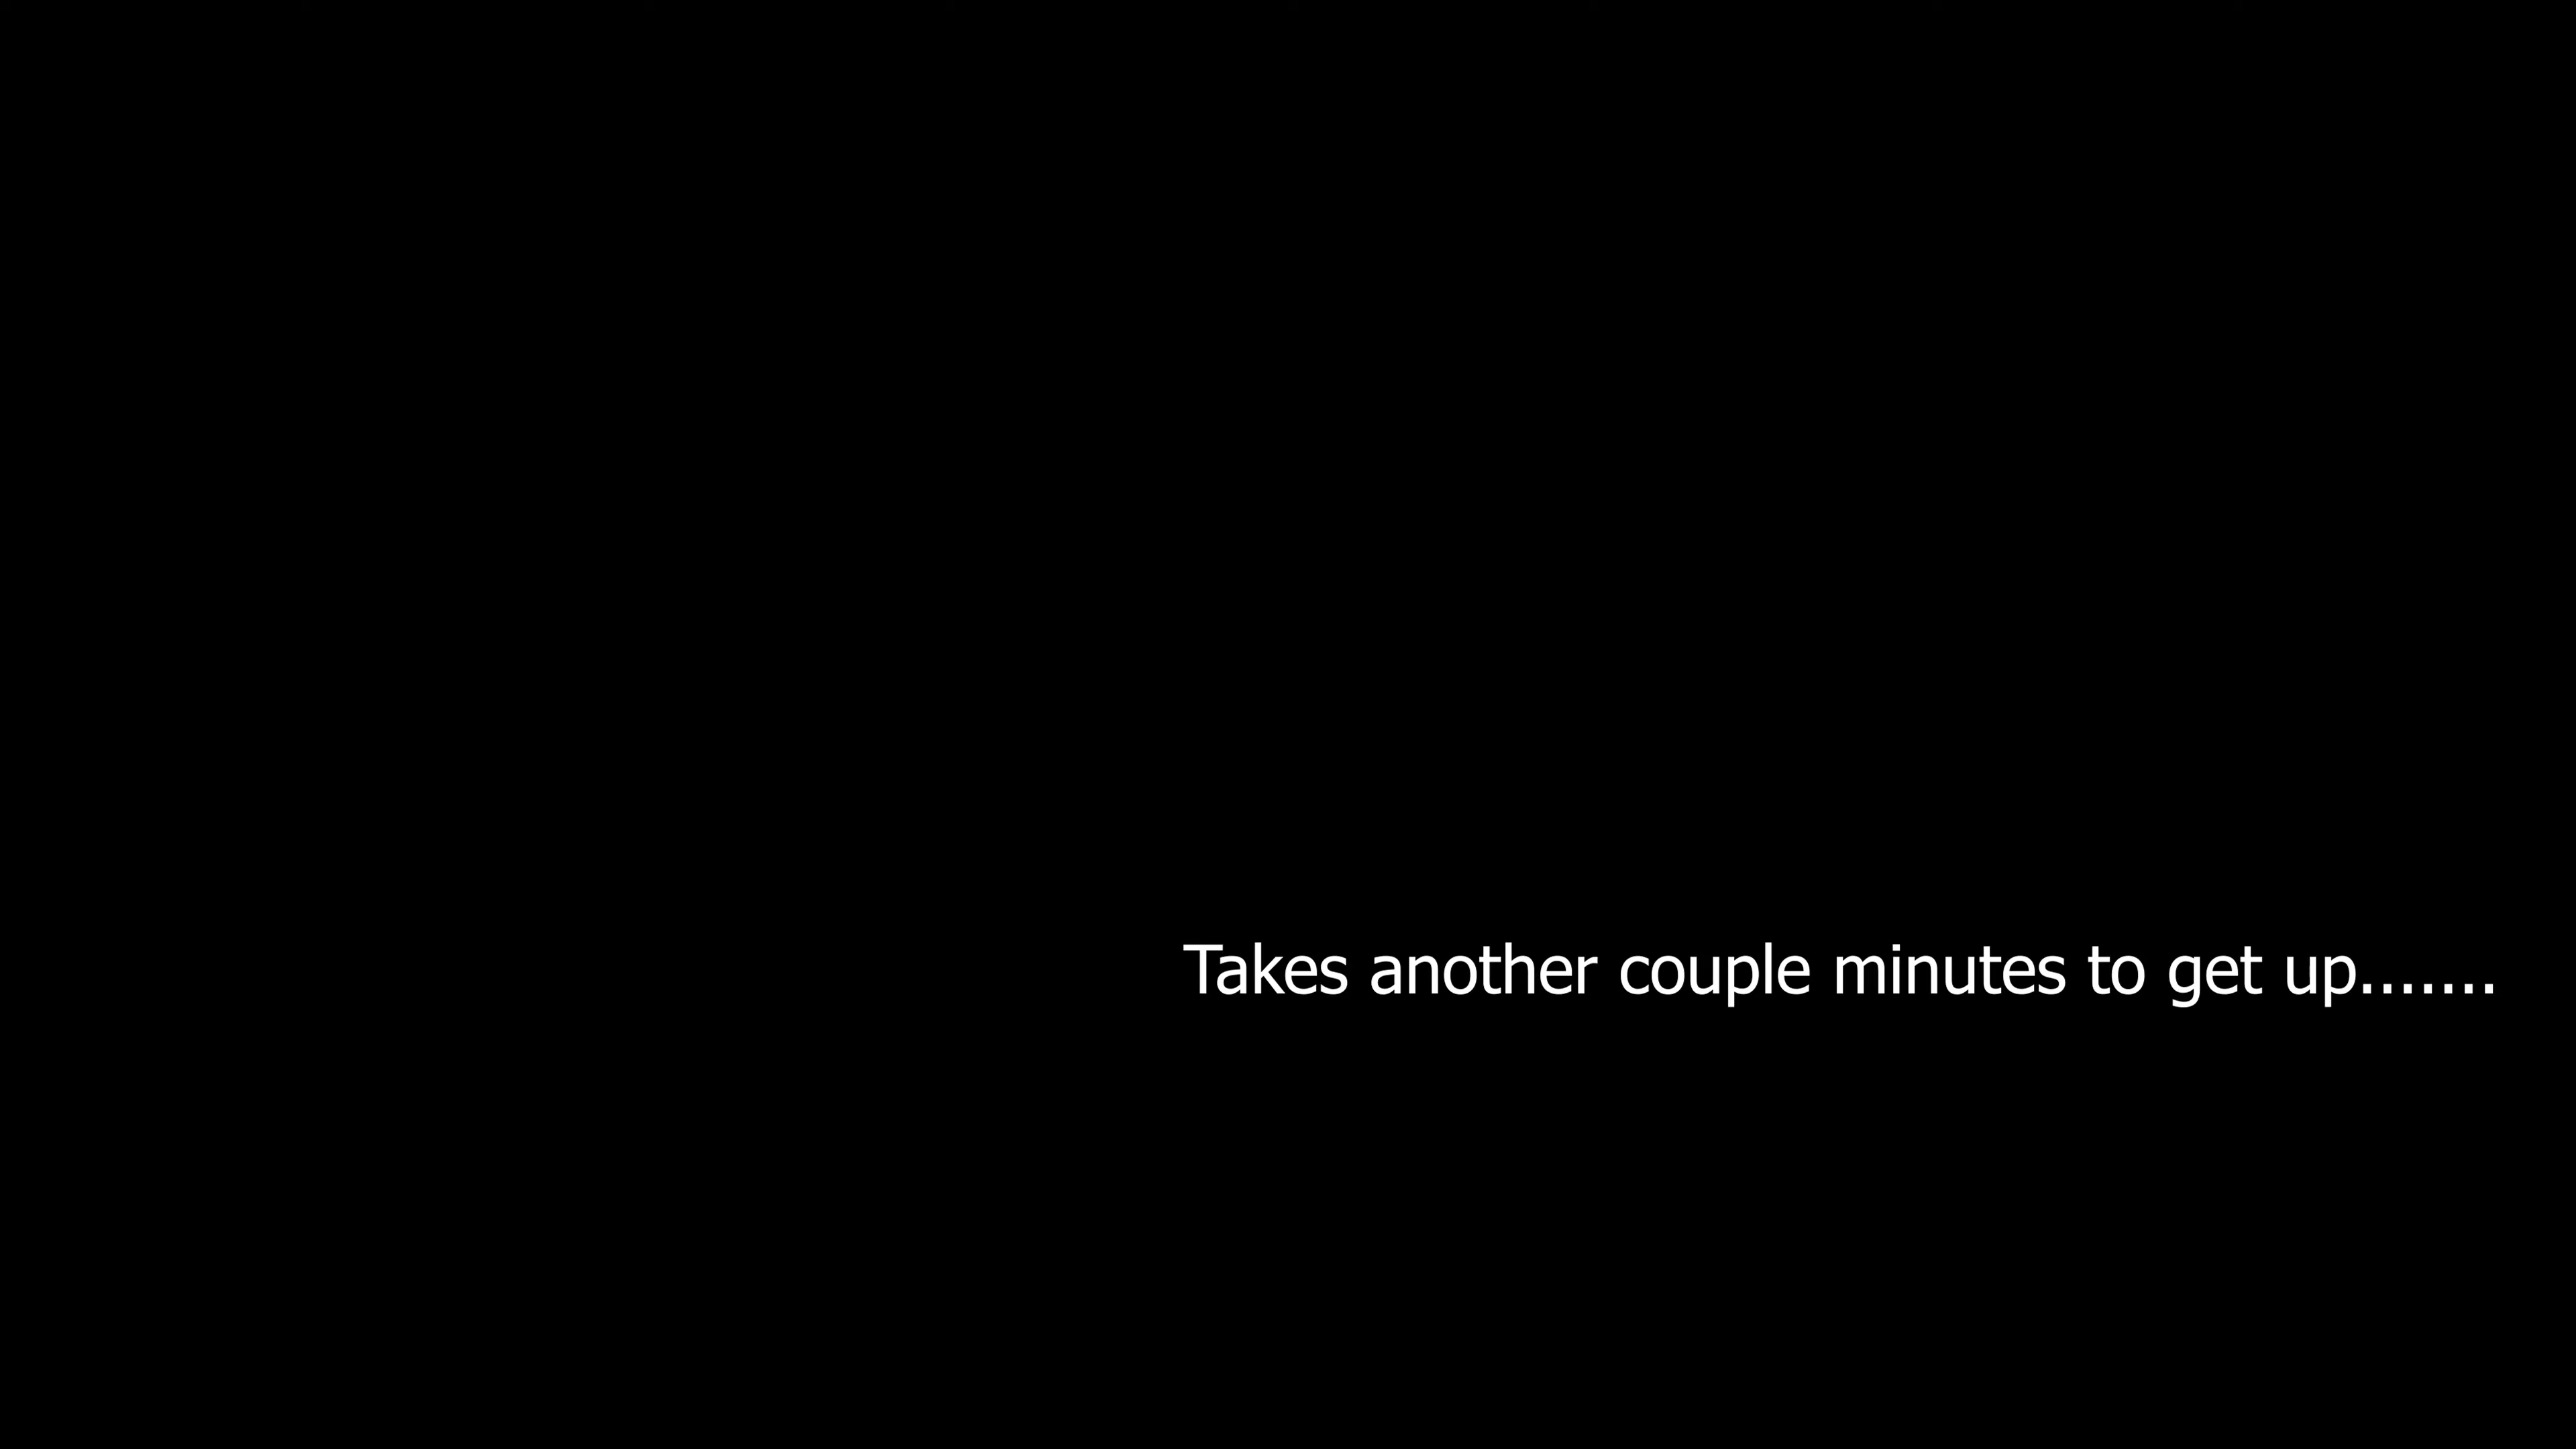 Takes another couple minutes to get up.......